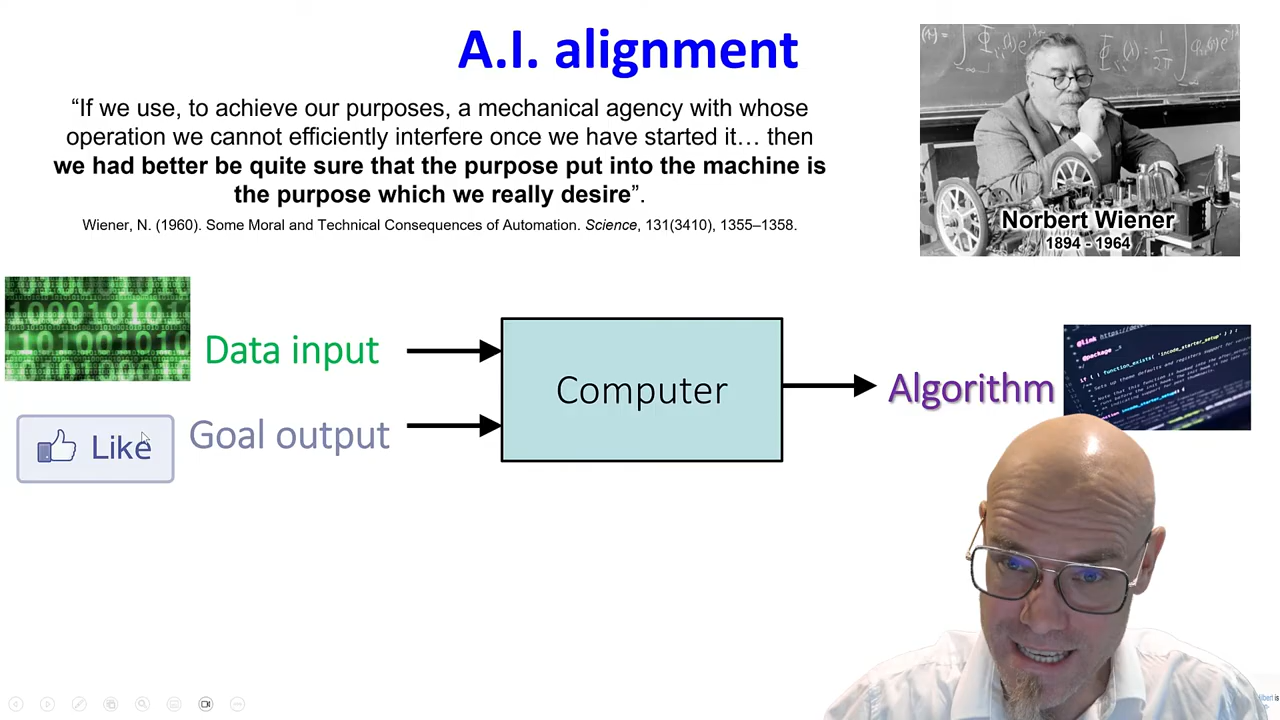 A.I. alignment
“If we use, to achieve our purposes, a mechanical agency with whose
operation we cannot efficiently interfere once we have started it… then
we had better be quite sure that the purpose put into the machine is
the purpose which we really desire”.
Wiener, N. (1960). Some Moral and Technical Consequences of Automation. Science, 131(3410), 1355–1358.
Norbert Wiener
1894 - 1964
Data input
Goal output
Like
Computer
Algorithm
@package